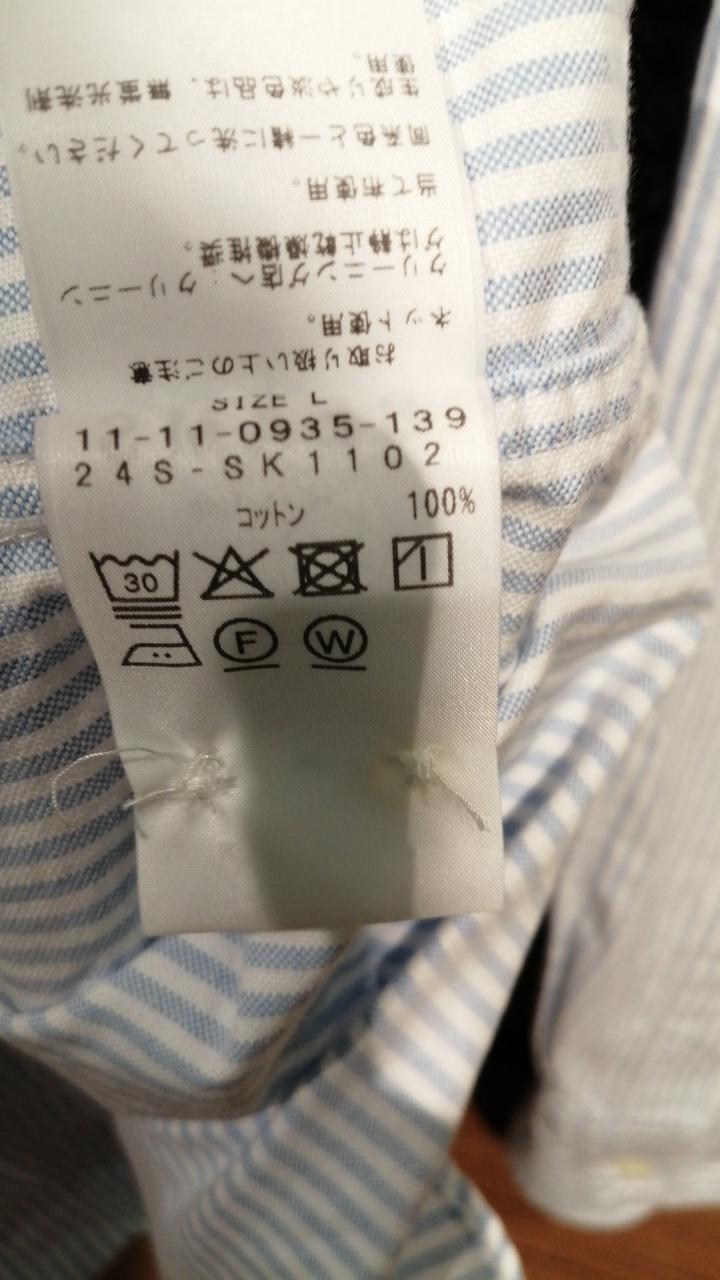 お取り扱い上のご注意
ネット使用。
クリーニング店へ クリーニン
グは静止乾燥機推奨。
当て布使用。
同系色と一緒に洗ってください。
生成りや淡色品は、無蛍光洗剤
使用。
SIZE L
11-11-0935-139
24S-SK1102
コットン 100%
30
F W